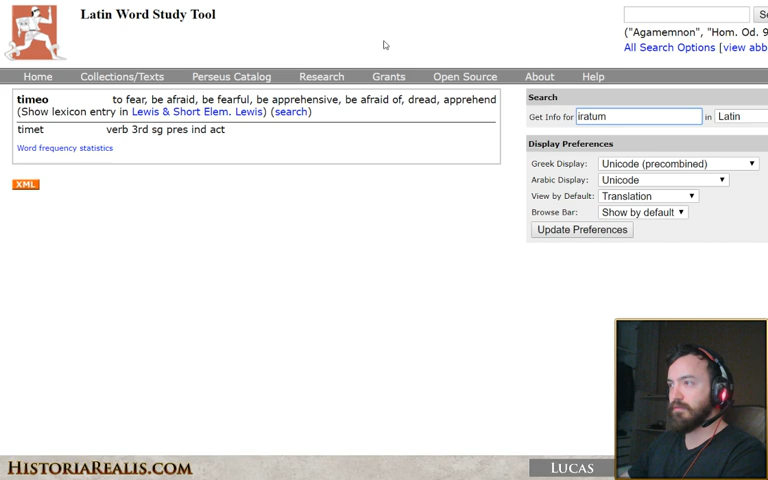 Latin Word Study Tool
("Agamemnon", "Hom. Od. 9
All Search Options [view abb
Home Collections/Texts Perseus Catalog Research Grants Open Source About Help
timeo to fear, be afraid, be fearful, be apprehensive, be afraid of, dread, apprehend
(Show lexicon entry in Lewis & Short Elem. Lewis) (search)
timet verb 3rd sg pres ind act
Word frequency statistics
XML
Search
Get Info for iratum in Latin
Display Preferences
Greek Display: Unicode (precombined)
Arabic Display: Unicode
View by Default: Translation
Browse Bar: Show by default
Update Preferences
HistoriaRealis.com
Lucas